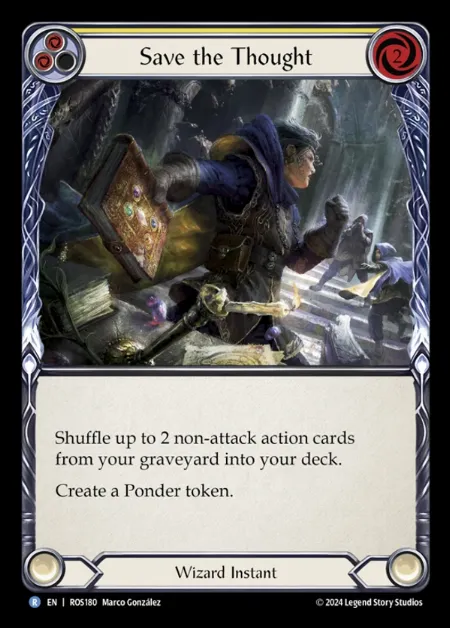 Save the Thought
2
Shuffle up to 2 non-attack action cards
from your graveyard into your deck.
Create a Ponder token.
Wizard Instant
R EN | ROS180 Marco González
© 2024 Legend Story Studios